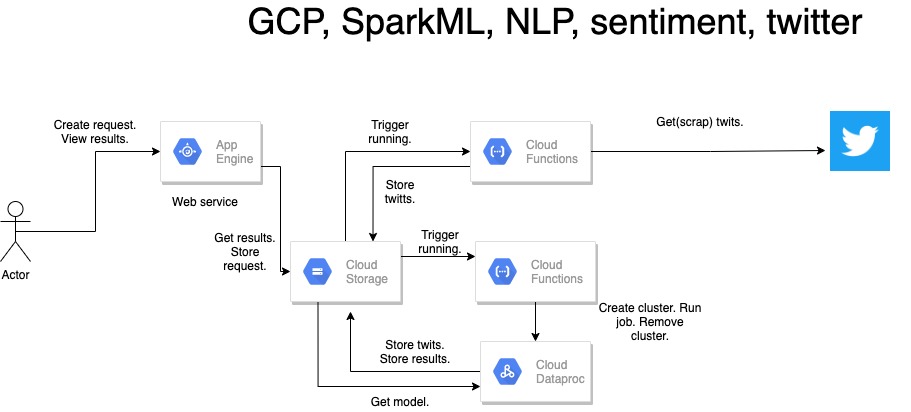 GCP, SparkML, NLP, sentiment, twitter
Create request.
View results.
App
Engine
Web service
Trigger
running.
Cloud
Functions
Get(scrap) twits.
Store
twitts.
Actor
Get results.
Store
request.
Cloud
Storage
Trigger
running.
Cloud
Functions
Create cluster. Run
job. Remove
cluster.
Store twits.
Store results.
Cloud
Dataproc
Get model.